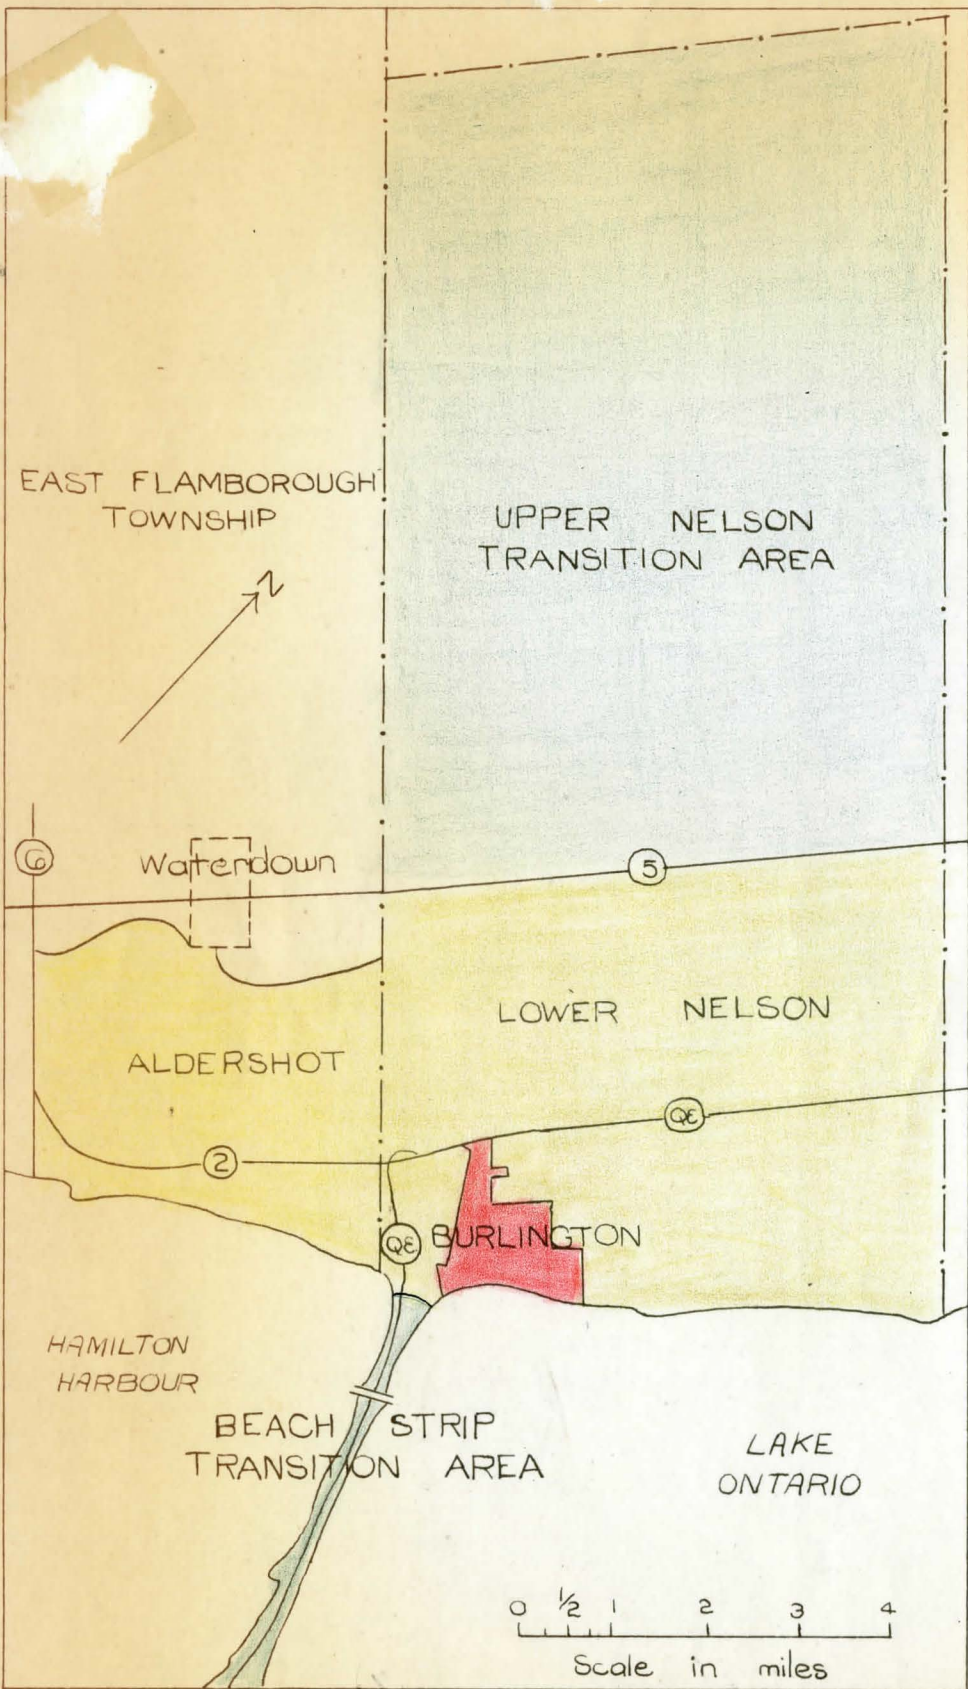 EAST FLAMBOROUGH
TOWNSHIP
UPPER NELSON
TRANSITION AREA
N
6
Waterdown
5
LOWER NELSON
ALDERSHOT
QE
2
QE
BURLINGTON
HAMILTON
HARBOUR
BEACH STRIP
TRANSITION AREA
LAKE
ONTARIO
0 1/2 1 2 3 4
Scale in miles